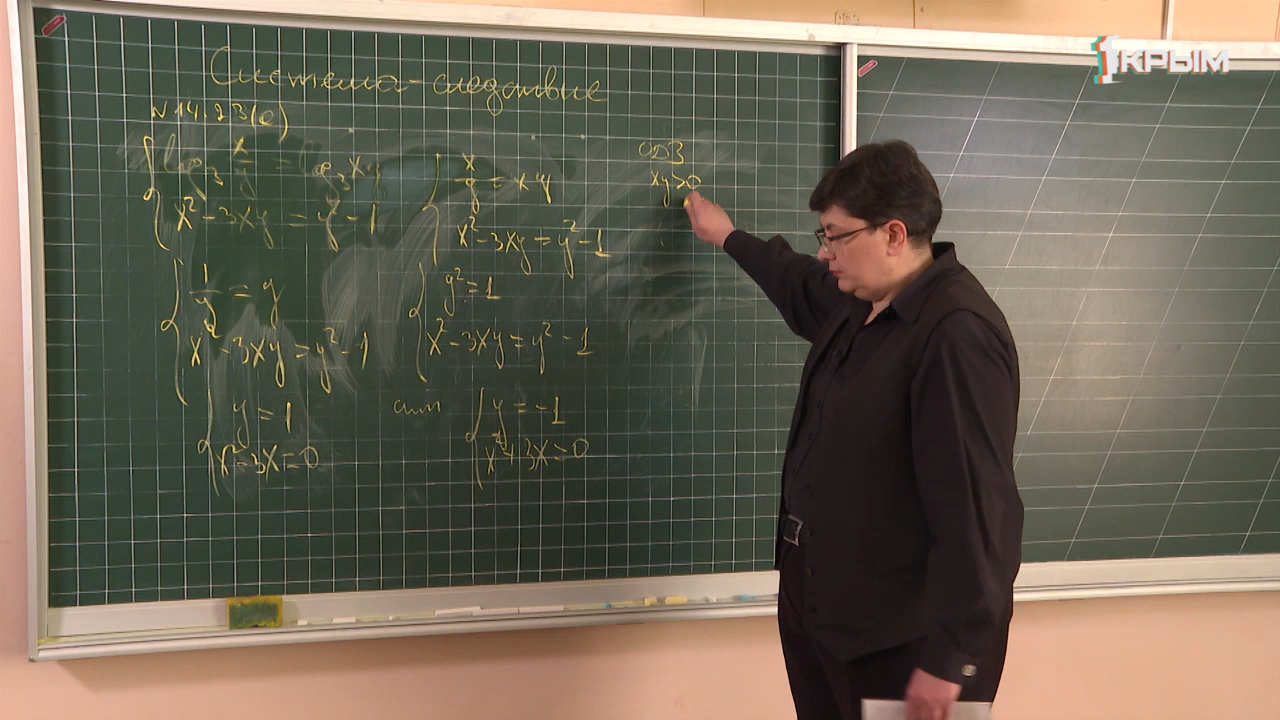 Система-следствие
N 14.23(е)
{ log₃ x/y = log₃ xy
x² - 3xy = y² - 1
{ x/y = xy
x² - 3xy = y² - 1
ОДЗ
xy>0
{ 1/y = y
x² - 3xy = y² - 1
{ y² = 1
x² - 3xy = y² - 1
{ y = 1
x² - 3x = 0
или
{ y = -1
x² + 3x = 0
1КРЫМ